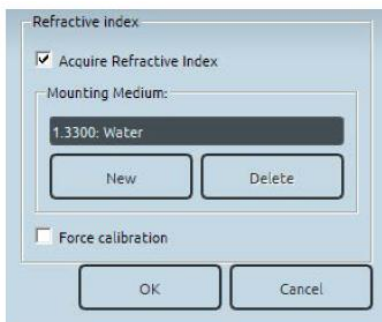 Refractive index
Acquire Refractive Index
Mounting Medium:
1.3300: Water
New Delete
Force calibration
OK Cancel